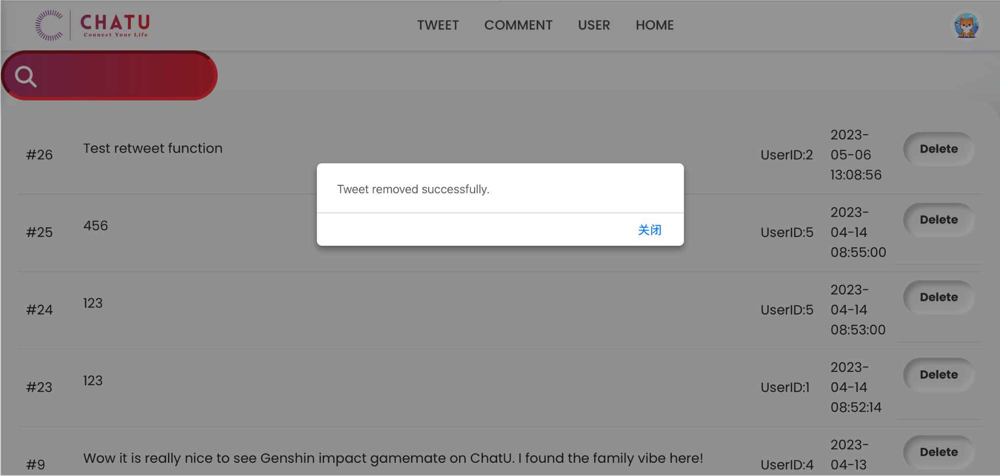 CHATU
Connect Your Life
TWEET COMMENT USER HOME
#26 Test retweet function UserID:2 2023-
05-06
13:08:56 Delete
Tweet removed successfully.
关闭
#25 456 UserID:5 2023-
04-14
08:55:00 Delete
#24 123 UserID:5 2023-
04-14
08:53:00 Delete
#23 123 UserID:1 2023-
04-14
08:52:14 Delete
#9 Wow it is really nice to see Genshin impact gamemate on ChatU. I found the family vibe here! UserID:4 2023-
04-13 Delete